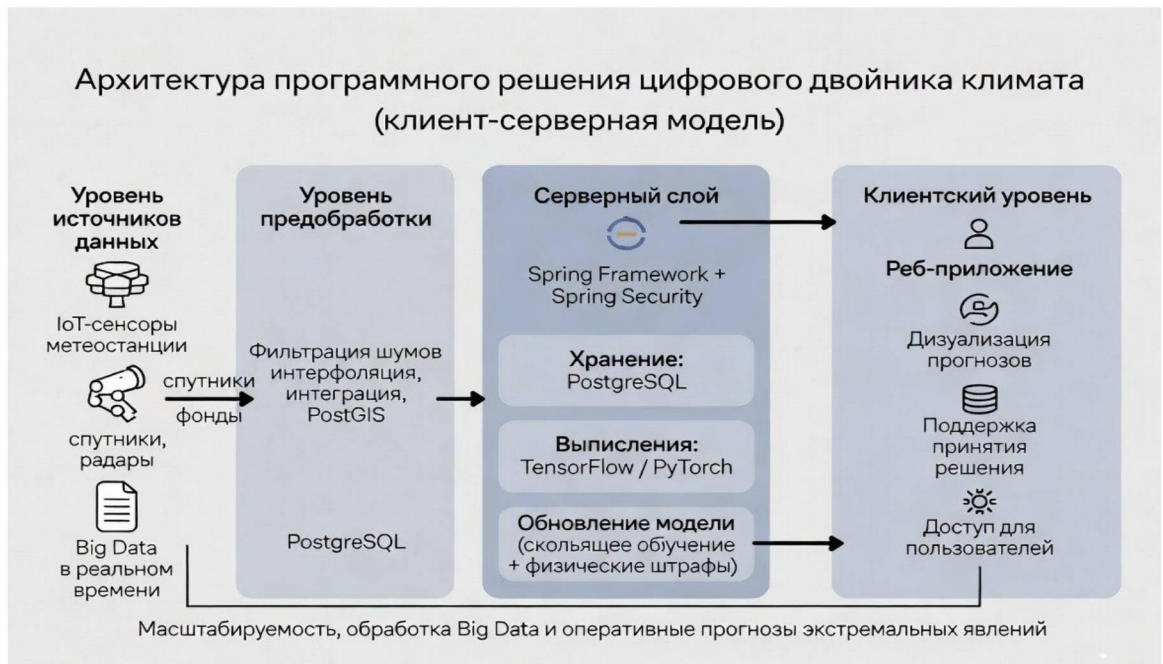 Архитектура программного решения цифрового двойника климата
(клиент-серверная модель)
Уровень
источников
данных
IoT-сенсоры
метеостанции
спутники,
радары
Big Data
в реальном
времени
спутники
фонды
Уровень
предобработки
Фильтрация шумов
интерфоляция,
интеграция,
PostGIS
PostgreSQL
Серверный слой
Spring Framework +
Spring Security
Хранение:
PostgreSQL
Выписления:
TensorFlow / PyTorch
Обновление модели
(скользящее обучение
+ физические штрафы)
Клиентский уровень
Реб-приложение
Дизуализация
прогнозов
Поддержка
принятия
решения
Доступ для
пользователей
Масштабируемость, обработка Big Data и оперативные прогнозы экстремальных явлений